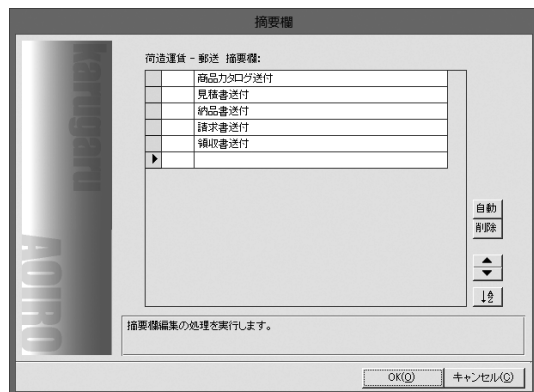 摘要欄
karugaru
AOIRO
荷造運賃 - 郵送 摘要欄:
商品カタログ送付
見積書送付
納品書送付
請求書送付
領収書送付
自動
削除
摘要欄編集の処理を実行します。
OK(O)
キャンセル(C)